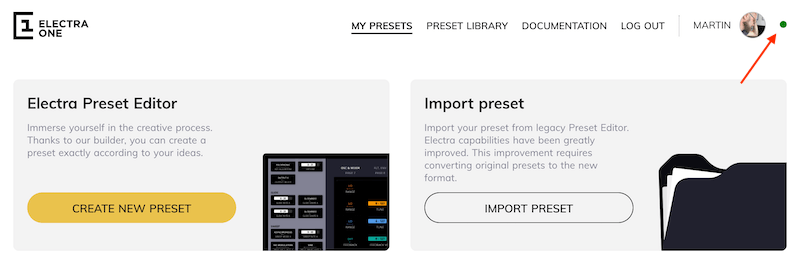 ELECTRA
ONE
MY PRESETS PRESET LIBRARY DOCUMENTATION LOG OUT MARTIN
Electra Preset Editor
Immerse yourself in the creative process.
Thanks to our builder, you can create a
preset exactly according to your ideas.
CREATE NEW PRESET
Import preset
Import your preset from legacy Preset Editor.
Electra capabilities have been greatly
improved. This improvement requires
converting original presets to the new
format.
IMPORT PRESET